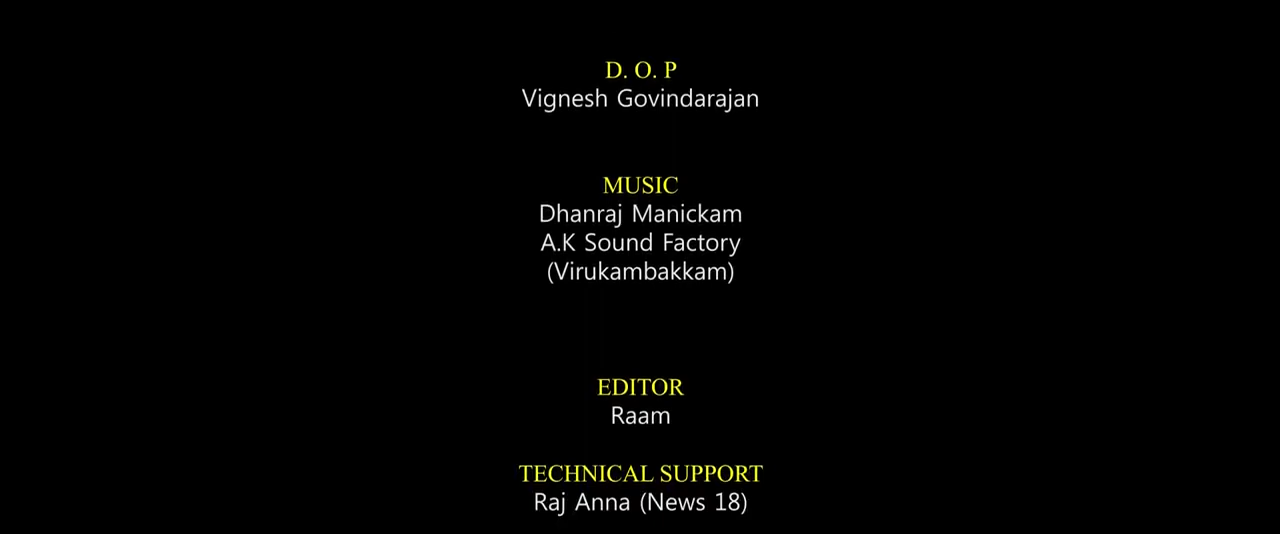 D. O. P
Vignesh Govindarajan
MUSIC
Dhanraj Manickam
A.K Sound Factory
(Virukambakkam)
EDITOR
Raam
TECHNICAL SUPPORT
Raj Anna (News 18)